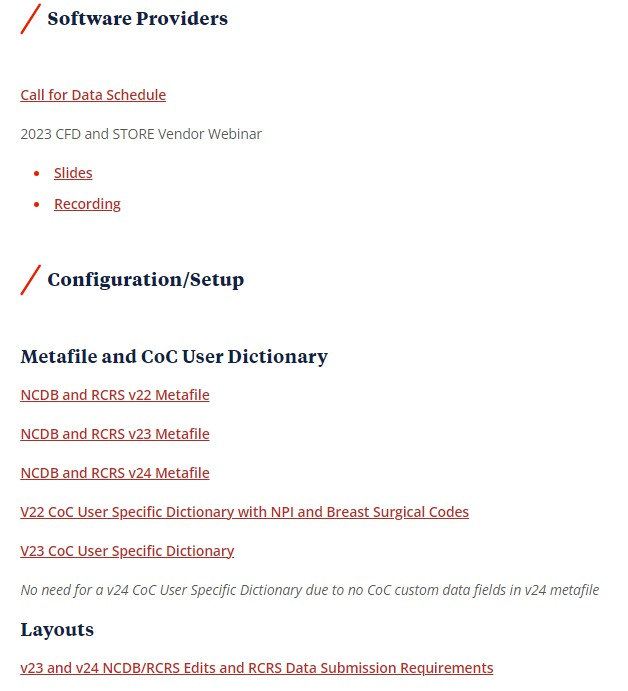 Software Providers
Call for Data Schedule
2023 CFD and STORE Vendor Webinar
Slides
Recording
Configuration/Setup
Metafile and CoC User Dictionary
NCDB and RCRS v22 Metafile
NCDB and RCRS v23 Metafile
NCDB and RCRS v24 Metafile
V22 CoC User Specific Dictionary with NPI and Breast Surgical Codes
V23 CoC User Specific Dictionary
No need for a v24 CoC User Specific Dictionary due to no CoC custom data fields in v24 metafile
Layouts
v23 and v24 NCDB/RCRS Edits and RCRS Data Submission Requirements